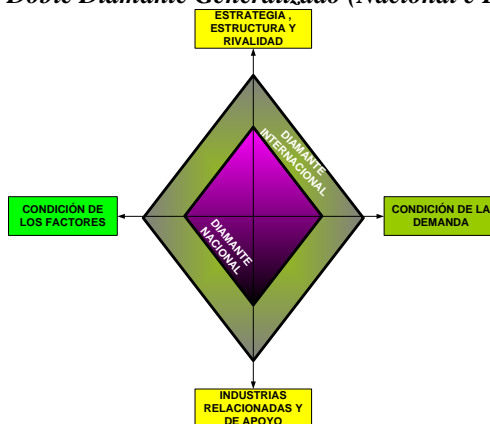 Doble Diamante Generalizado (Nacional e
ESTRATEGIA ,
ESTRUCTURA Y
RIVALIDAD
DIAMANTE
INTERNACIONAL
CONDICIÓN DE
LOS FACTORES
CONDICIÓN DE LA
DEMANDA
DIAMANTE
NACIONAL
INDUSTRIAS
RELACIONADAS Y
DE APOYO